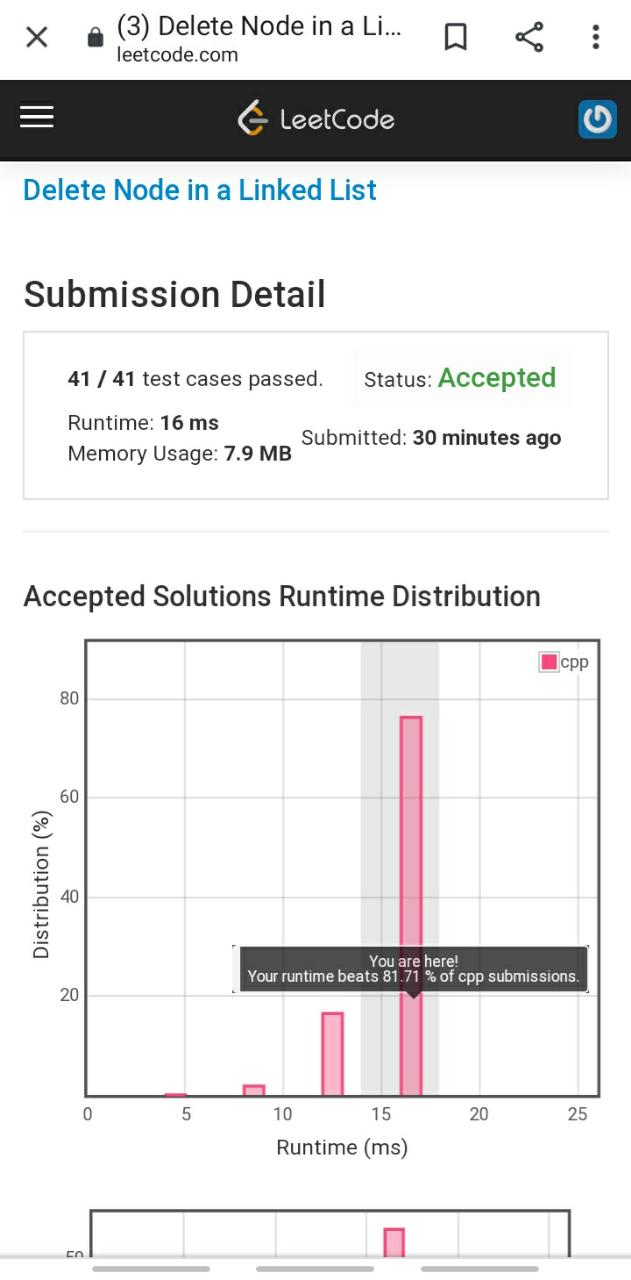 (3) Delete Node in a Li...
leetcode.com
LeetCode
Delete Node in a Linked List
Submission Detail
41 / 41 test cases passed.
Status: Accepted
Runtime: 16 ms
Submitted: 30 minutes ago
Memory Usage: 7.9 MB
Accepted Solutions Runtime Distribution
cpp
80
60
40
20
Distribution (%)
You are here!
Your runtime beats 81.71 % of cpp submissions.
0 5 10 15 20 25
Runtime (ms)